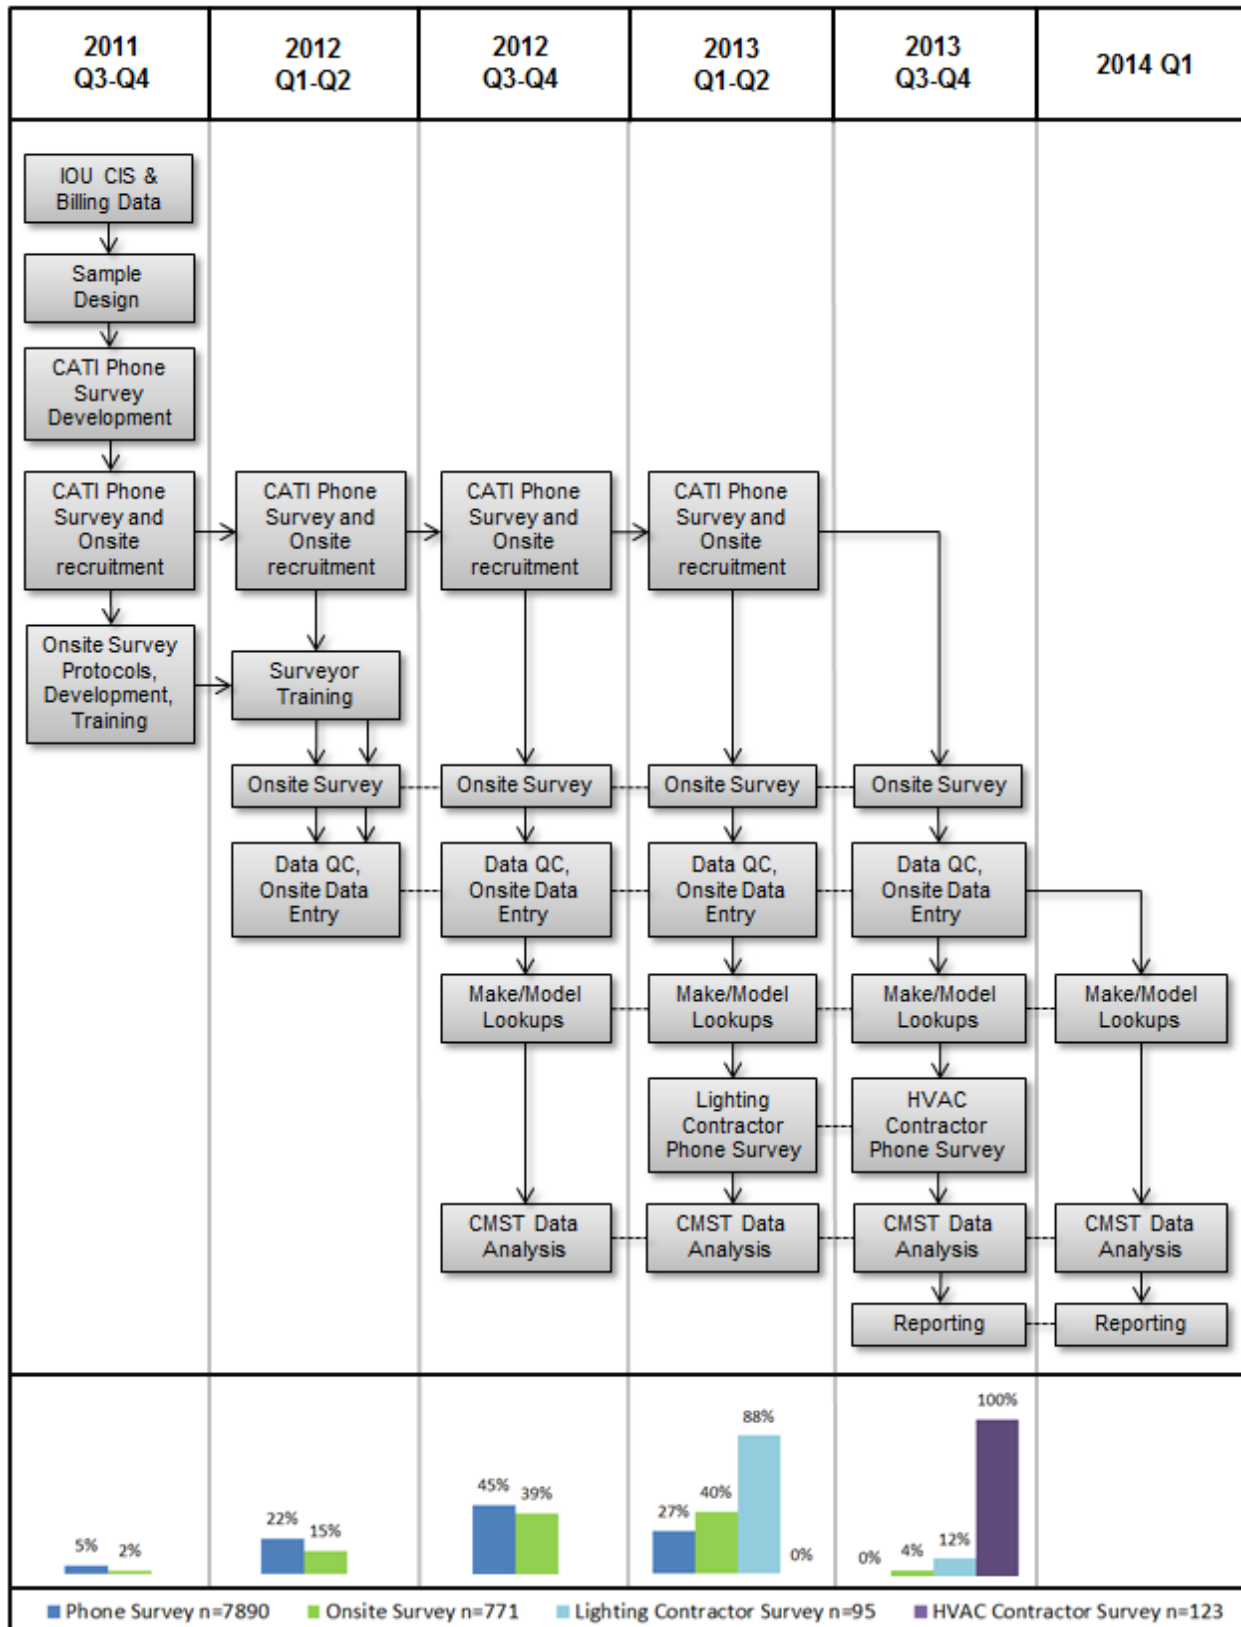 2011
Q3-Q4
2012
Q1-Q2
2012
Q3-Q4
2013
Q1-Q2
2013
Q3-Q4
2014 Q1
IOU CIS &
Billing Data
Sample
Design
CATI Phone
Survey
Development
CATI Phone
Survey and
Onsite
recruitment
CATI Phone
Survey and
Onsite
recruitment
CATI Phone
Survey and
Onsite
recruitment
CATI Phone
Survey and
Onsite
recruitment
Onsite Survey
Protocols,
Development,
Training
Surveyor
Training
Onsite Survey
Onsite Survey
Onsite Survey
Onsite Survey
Data QC,
Onsite Data
Entry
Data QC,
Onsite Data
Entry
Data QC,
Onsite Data
Entry
Data QC,
Onsite Data
Entry
Make/Model
Lookups
Make/Model
Lookups
Make/Model
Lookups
Make/Model
Lookups
Lighting
Contractor
Phone Survey
HVAC
Contractor
Phone Survey
CMST Data
Analysis
CMST Data
Analysis
CMST Data
Analysis
CMST Data
Analysis
Reporting
Reporting
5%
2%
22%
15%
45%
39%
27%
40%
88%
0%
0%
4%
12%
100%
Phone Survey n=7890
Onsite Survey n=771
Lighting Contractor Survey n=95
HVAC Contractor Survey n=123